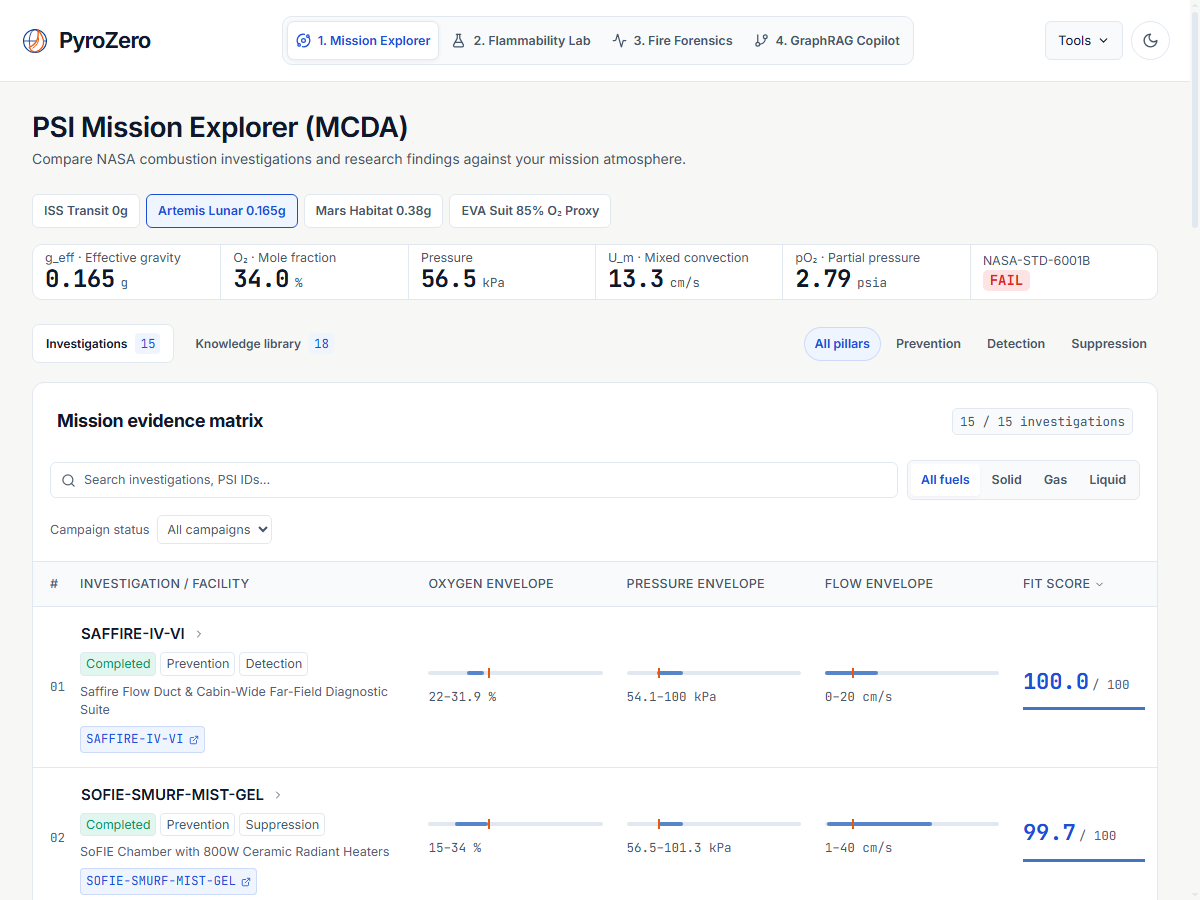 PyroZero
1. Mission Explorer
2. Flammability Lab
3. Fire Forensics
4. GraphRAG Copilot
Tools
PSI Mission Explorer (MCDA)
Compare NASA combustion investigations and research findings against your mission atmosphere.
ISS Transit 0g
Artemis Lunar 0.165g
Mars Habitat 0.38g
EVA Suit 85% O₂ Proxy
g_eff · Effective gravity
0.165 g
O₂ · Mole fraction
34.0 %
Pressure
56.5 kPa
U_m · Mixed convection
13.3 cm/s
pO₂ · Partial pressure
2.79 psia
NASA-STD-6001B
FAIL
Investigations 15
Knowledge library 18
All pillars
Prevention
Detection
Suppression
Mission evidence matrix
15 / 15 investigations
Search investigations, PSI IDs...
All fuels
Solid
Gas
Liquid
Campaign status
All campaigns
# INVESTIGATION / FACILITY OXYGEN ENVELOPE PRESSURE ENVELOPE FLOW ENVELOPE FIT SCORE
01
SAFFIRE-IV-VI
Completed Prevention Detection
Saffire Flow Duct & Cabin-Wide Far-Field Diagnostic
Suite
SAFFIRE-IV-VI
22–31.9 %
54.1–100 kPa
0–20 cm/s
100.0 / 100
02
SOFIE-SMURF-MIST-GEL
Completed Prevention Suppression
SoFIE Chamber with 800W Ceramic Radiant Heaters
SOFIE-SMURF-MIST-GEL
15–34 %
56.5–101.3 kPa
1–40 cm/s
99.7 / 100